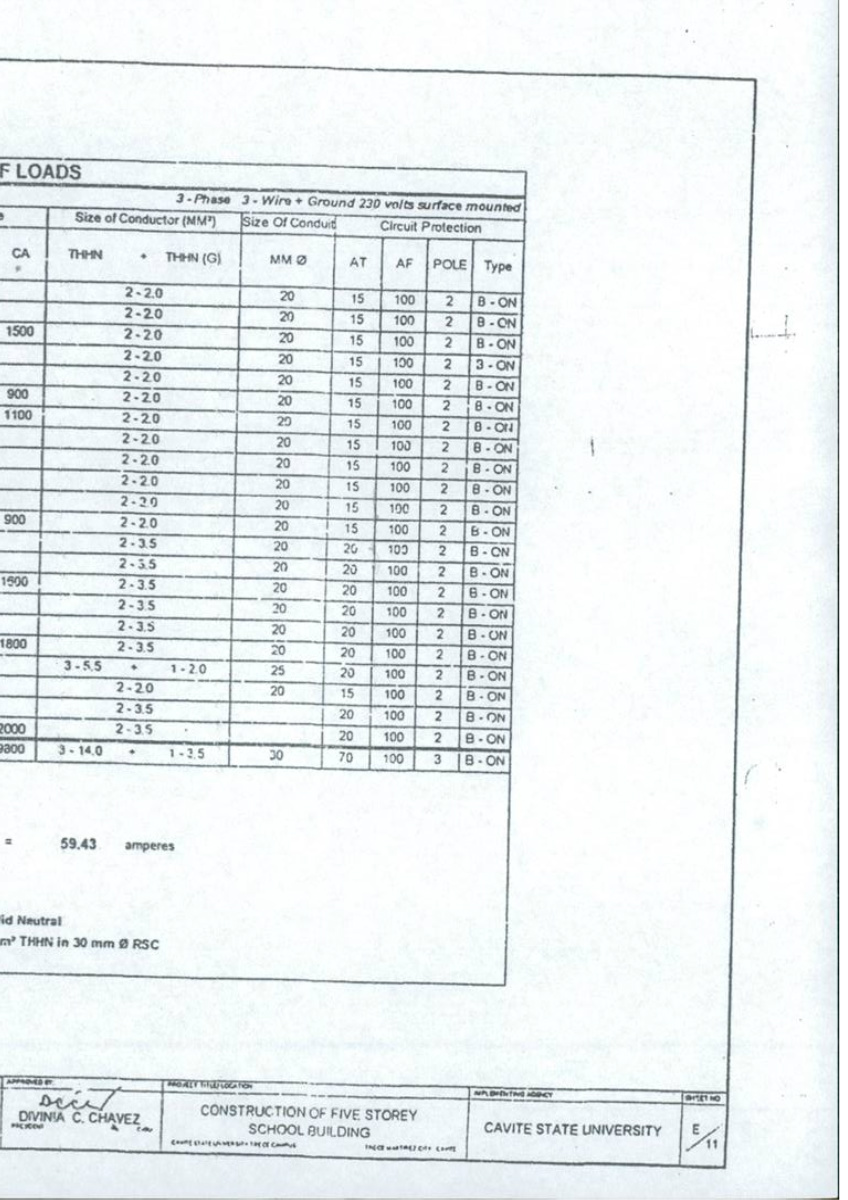 F LOADS
3 - Phase 3 - Wire + Ground 230 volts surface mounted
Size of Conductor (MM²) Size Of Conduit Circuit Protection
CA THHN + THHN (G) MM Ø AT AF POLE Type
2 - 2.0 20 15 100 2 B - ON
2 - 2.0 20 15 100 2 B - ON
1500 2 - 2.0 20 15 100 2 B - ON
2 - 2.0 20 15 100 2 3 - ON
2 - 2.0 20 15 100 2 B - ON
900 2 - 2.0 20 15 100 2 B - ON
1100 2 - 2.0 20 15 100 2 B - ON
2 - 2.0 20 15 100 2 B - ON
2 - 2.0 20 15 100 2 B - ON
2 - 2.0 20 15 100 2 B - ON
2 - 2.0 20 15 100 2 B - ON
900 2 - 2.0 20 15 100 2 B - ON
2 - 3.5 20 20 100 2 B - ON
2 - 3.5 20 20 100 2 B - ON
1500 2 - 3.5 20 20 100 2 B - ON
2 - 3.5 20 20 100 2 B - ON
2 - 3.5 20 20 100 2 B - ON
1800 2 - 3.5 20 20 100 2 B - ON
3 - 5.5 + 1 - 2.0 25 20 100 2 B - ON
2 - 2.0 20 15 100 2 B - ON
2 - 3.5 20 100 2 B - ON
2000 2 - 3.5 20 100 2 B - ON
9800 3 - 14.0 + 1 - 3.5 30 70 100 3 B - ON
= 59.43 amperes
id Neutral
m² THHN in 30 mm Ø RSC
APPROVED BY:
DIVINIA C. CHAVEZ
PRESIDENT
PROJECT TITLE/LOCATION
CONSTRUCTION OF FIVE STOREY
SCHOOL BUILDING
IMPLEMENTING AGENCY
CAVITE STATE UNIVERSITY
SHEET NO
E
11